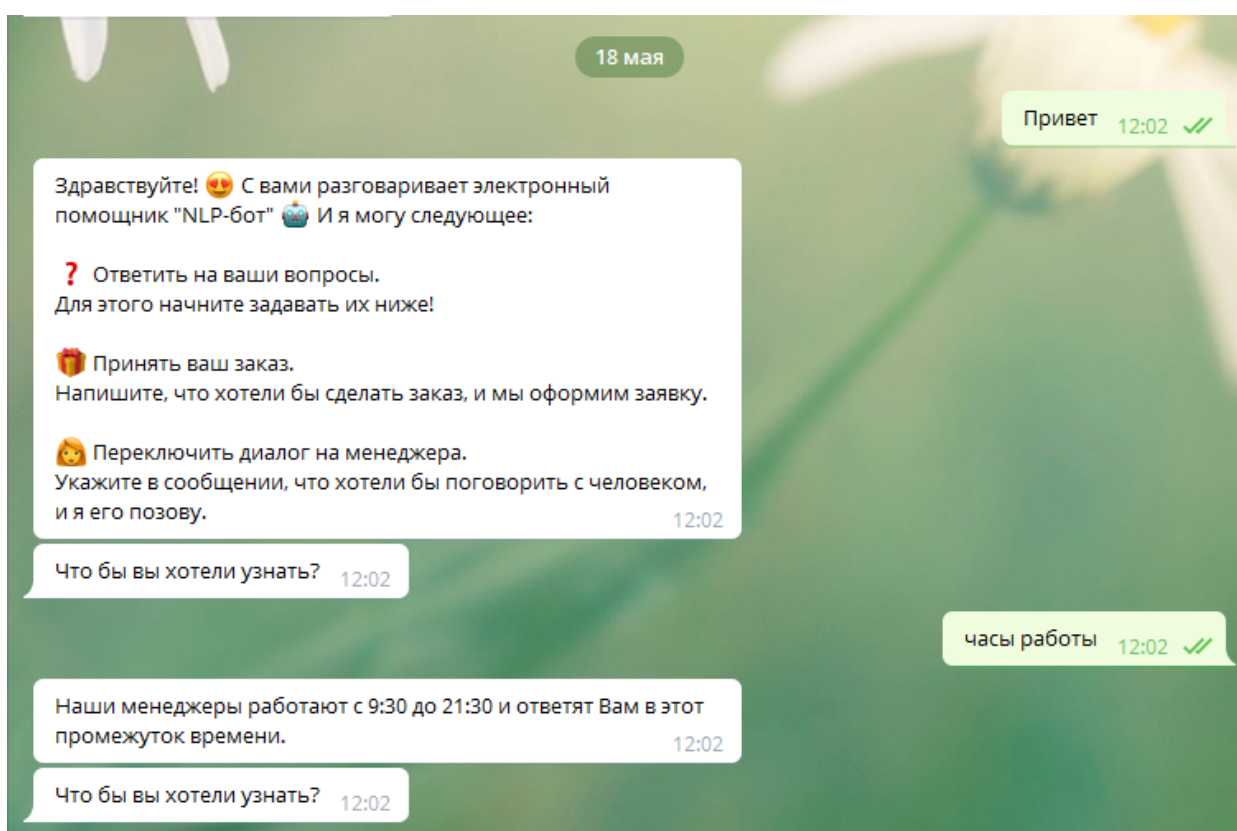 18 мая
Привет 12:02
Здравствуйте! 😍 С вами разговаривает электронный
помощник "NLP-бот" 🤖 И я могу следующее:
❓ Ответить на ваши вопросы.
Для этого начните задавать их ниже!
🎁 Принять ваш заказ.
Напишите, что хотели бы сделать заказ, и мы оформим заявку.
👩 Переключить диалог на менеджера.
Укажите в сообщении, что хотели бы поговорить с человеком,
и я его позову. 12:02
Что бы вы хотели узнать? 12:02
часы работы 12:02
Наши менеджеры работают с 9:30 до 21:30 и ответят Вам в этот
промежуток времени. 12:02
Что бы вы хотели узнать? 12:02